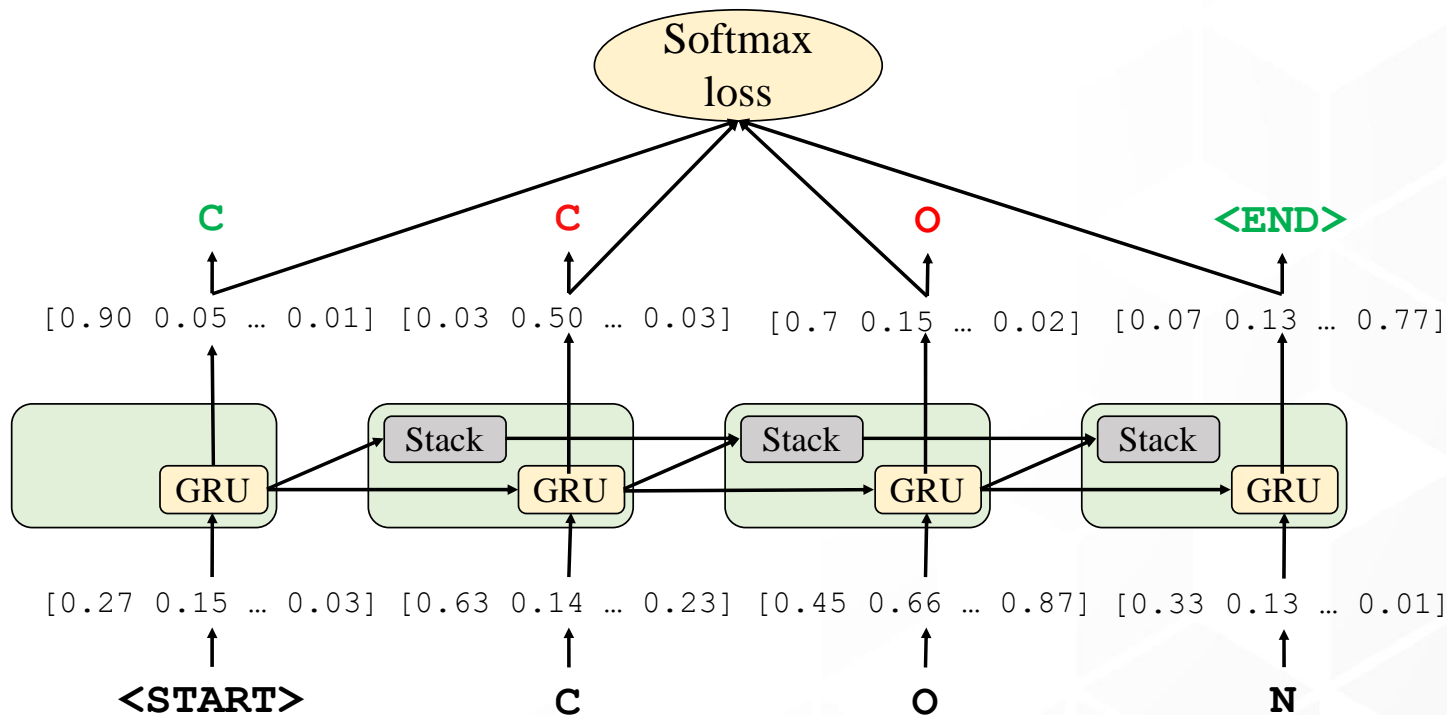 Softmax
loss
C C O <END>
[0.90 0.05 … 0.01] [0.03 0.50 … 0.03] [0.7 0.15 … 0.02] [0.07 0.13 … 0.77]
Stack Stack Stack
GRU GRU GRU GRU
[0.27 0.15 … 0.03] [0.63 0.14 … 0.23] [0.45 0.66 … 0.87] [0.33 0.13 … 0.01]
<START> C O N